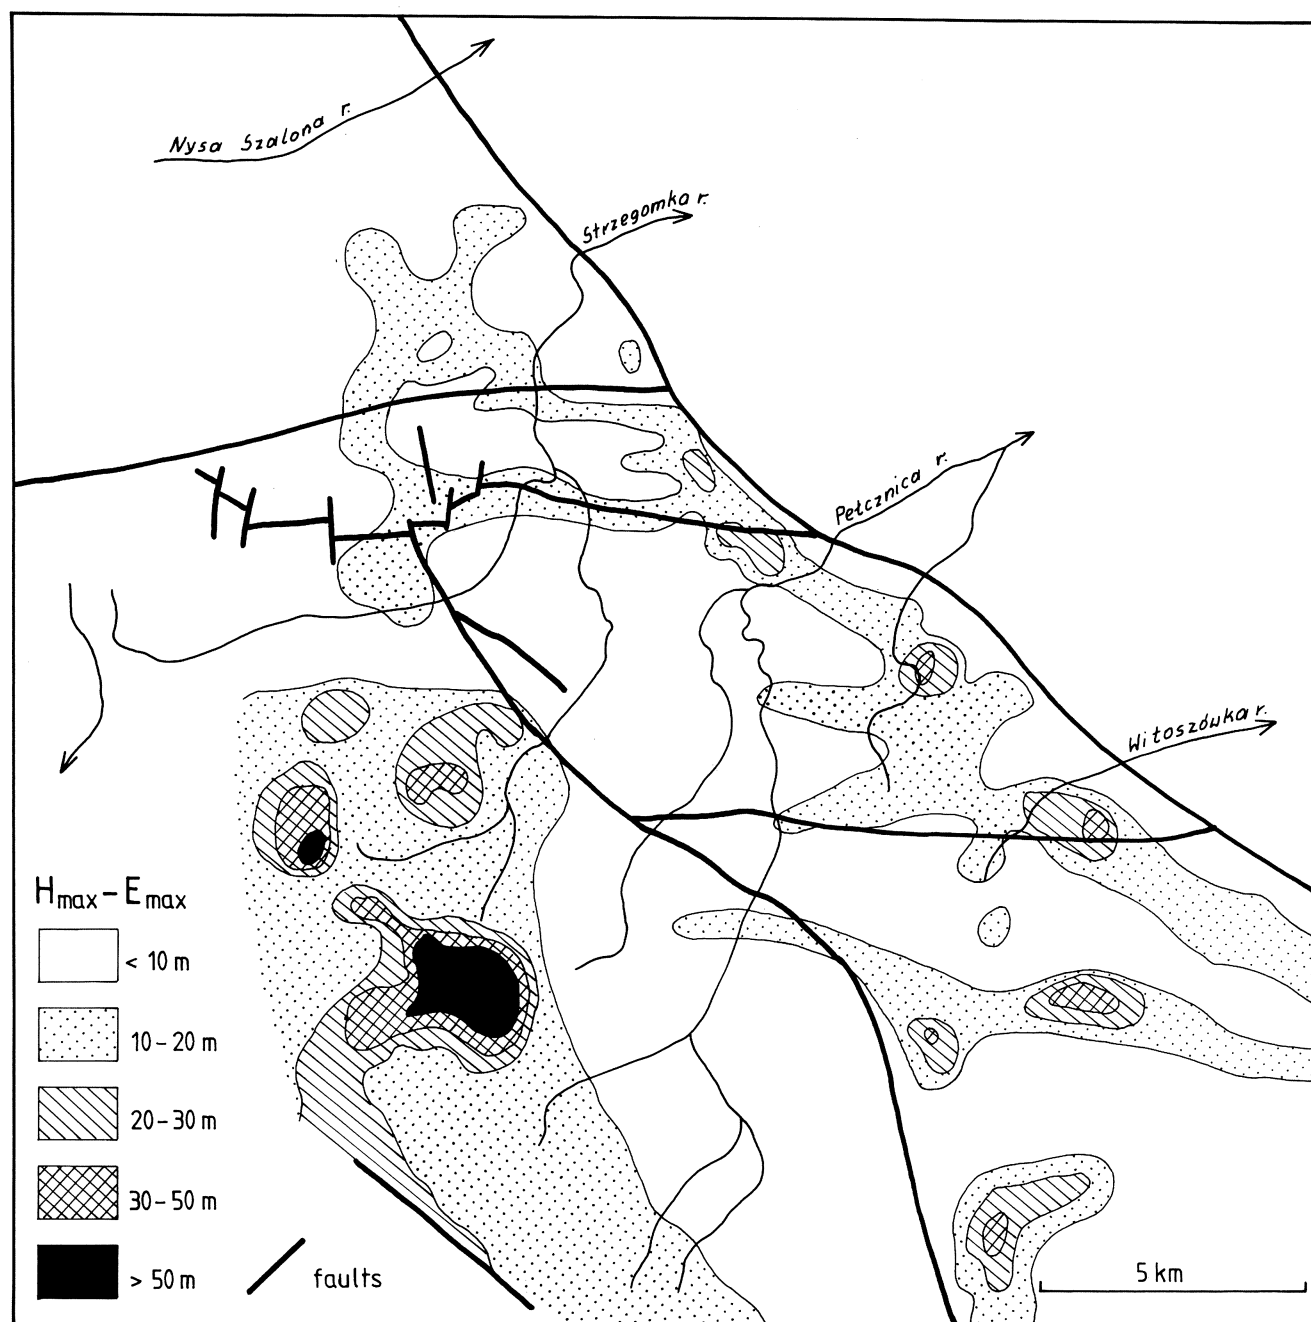 Nysa Szalona r.
Strzegomka r.
Pełcznica r.
Witoszówka r.
Hmax – Emax
< 10 m
10 – 20 m
20 – 30 m
30 – 50 m
> 50 m
faults
5 km